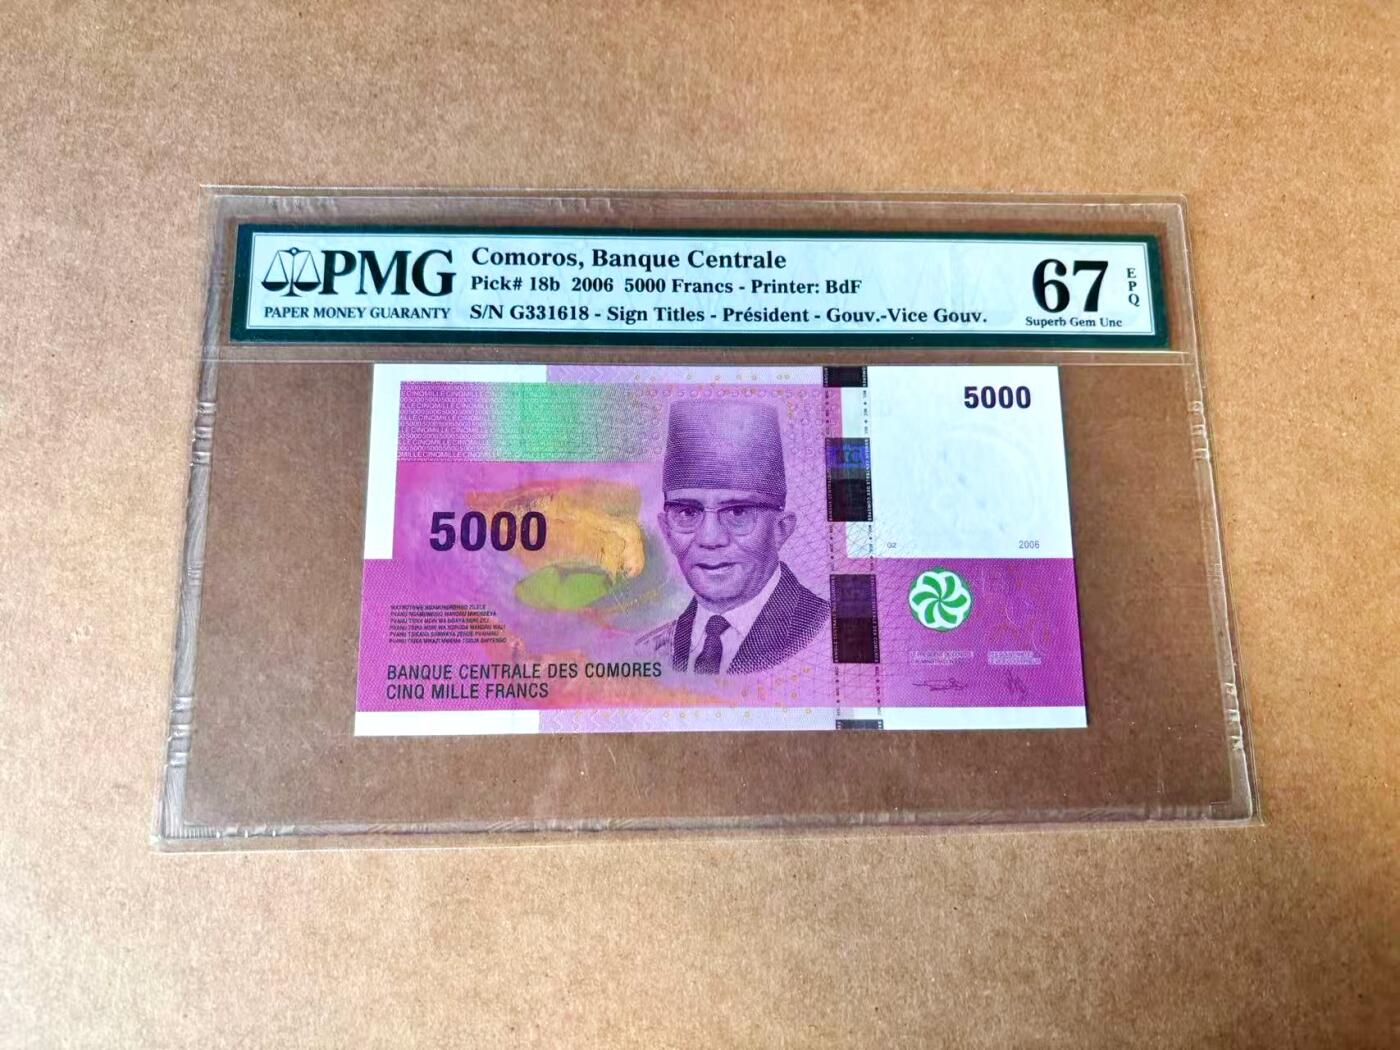 PMG
PAPER MONEY GUARANTY
Comoros, Banque Centrale
Pick# 18b 2006 5000 Francs - Printer: BdF
S/N G331618 - Sign Titles - Président - Gouv.-Vice Gouv.
67
EPQ
Superb Gem Unc
5000
5000
GZ
2006
BANQUE CENTRALE DES COMORES
CINQ MILLE FRANCS